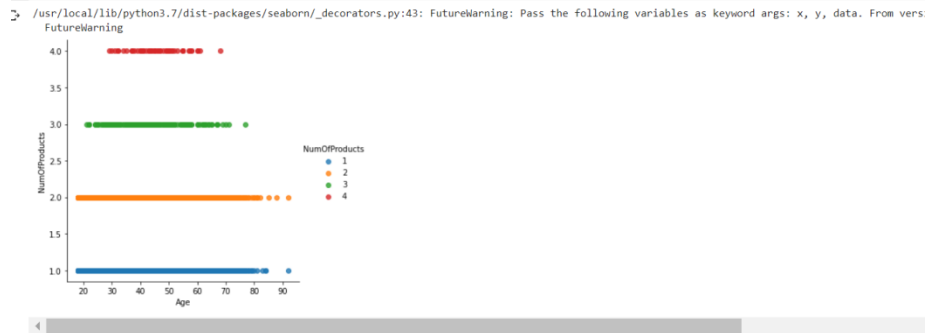 /usr/local/lib/python3.7/dist-packages/seaborn/_decorators.py:43: FutureWarning: Pass the following variables as keyword args: x, y, data. From
FutureWarning
4.0
3.5
3.0
2.5
2.0
1.5
1.0
NumOfProducts
20 30 40 50 60 70 80 90
Age
NumOfProducts
1
2
3
4